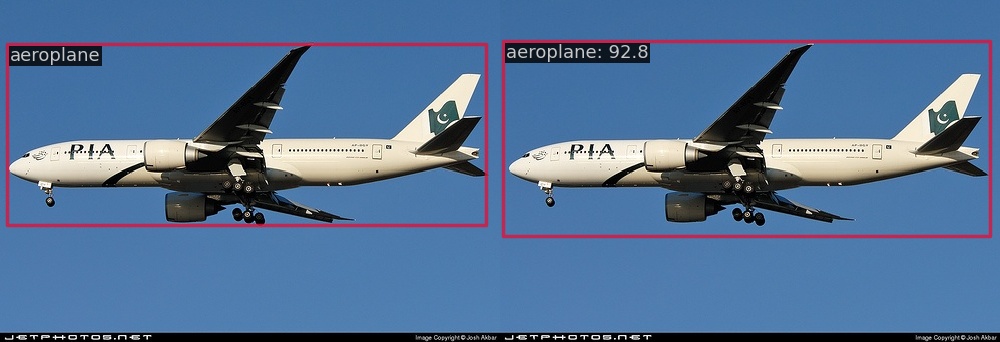 aeroplane
PIA
JETPHOTOS.NET
Image Copyright © Josh Akbar
aeroplane: 92.8
PIA
JETPHOTOS.NET
Image Copyright © Josh Akbar